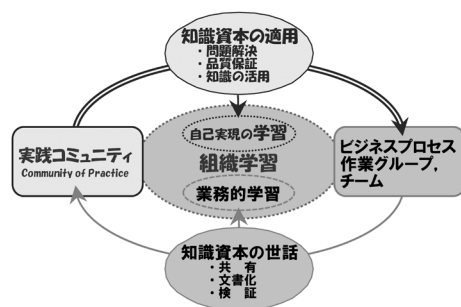 知識資本の適用
・問題解決
・品質保証
・知識の活用
自己実現の学習
組織学習
業務的学習
実践コミュニティ
Community of Practice
ビジネスプロセス
作業グループ,
チーム
知識資本の世話
・共　有
・文書化
・検　証